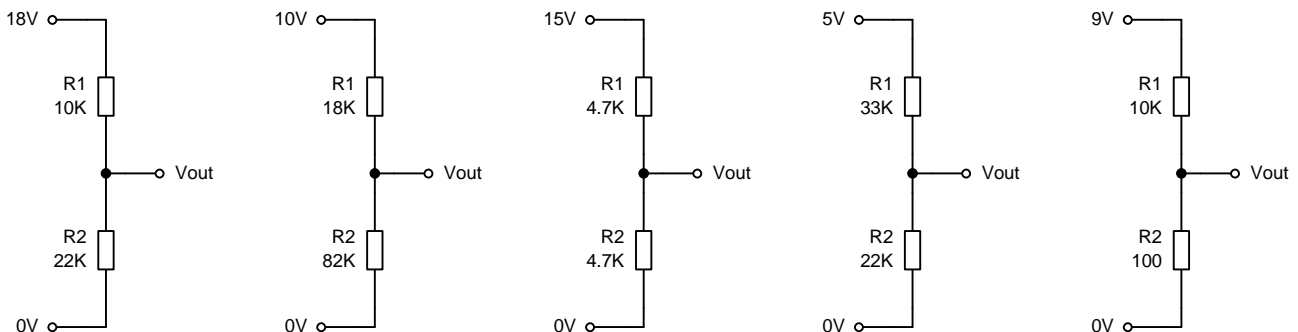 18V
R1
10K
Vout
R2
22K
0V
10V
R1
18K
Vout
R2
82K
0V
15V
R1
4.7K
Vout
R2
4.7K
0V
5V
R1
33K
Vout
R2
22K
0V
9V
R1
10K
Vout
R2
100
0V